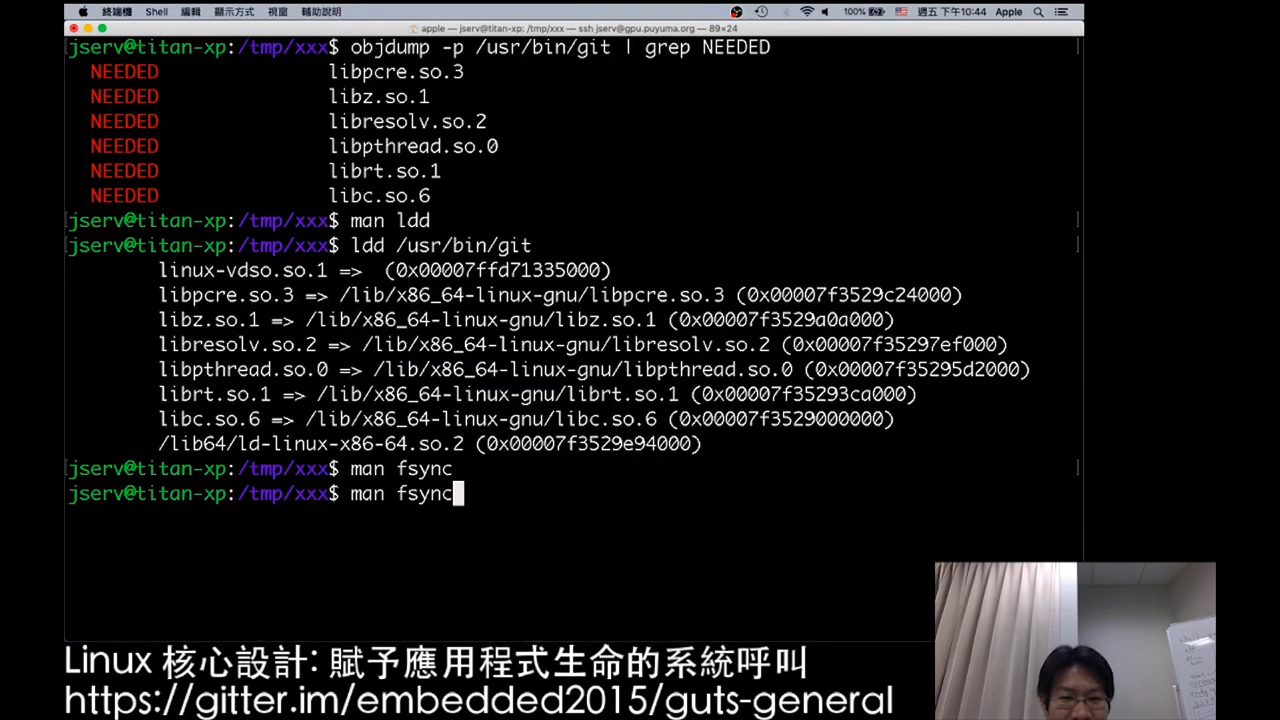 終端機 Shell 編輯 顯示方式 視窗 輔助說明 100% 週五下午10:44 Apple
apple — jserv@titan-xp: /tmp/xxx — ssh jserv@gpu.puyuma.org — 89×24
jserv@titan-xp:/tmp/xxx$ objdump -p /usr/bin/git | grep NEEDED
NEEDED libpcre.so.3
NEEDED libz.so.1
NEEDED libresolv.so.2
NEEDED libpthread.so.0
NEEDED librt.so.1
NEEDED libc.so.6
jserv@titan-xp:/tmp/xxx$ man ldd
jserv@titan-xp:/tmp/xxx$ ldd /usr/bin/git
linux-vdso.so.1 => (0x00007ffd71335000)
libpcre.so.3 => /lib/x86_64-linux-gnu/libpcre.so.3 (0x00007f3529c24000)
libz.so.1 => /lib/x86_64-linux-gnu/libz.so.1 (0x00007f3529a0a000)
libresolv.so.2 => /lib/x86_64-linux-gnu/libresolv.so.2 (0x00007f35297ef000)
libpthread.so.0 => /lib/x86_64-linux-gnu/libpthread.so.0 (0x00007f35295d2000)
librt.so.1 => /lib/x86_64-linux-gnu/librt.so.1 (0x00007f35293ca000)
libc.so.6 => /lib/x86_64-linux-gnu/libc.so.6 (0x00007f3529000000)
/lib64/ld-linux-x86-64.so.2 (0x00007f3529e94000)
jserv@titan-xp:/tmp/xxx$ man fsync
jserv@titan-xp:/tmp/xxx$ man fsync
Linux 核心設計: 賦予應用程式生命的系統呼叫
https://gitter.im/embedded2015/guts-general